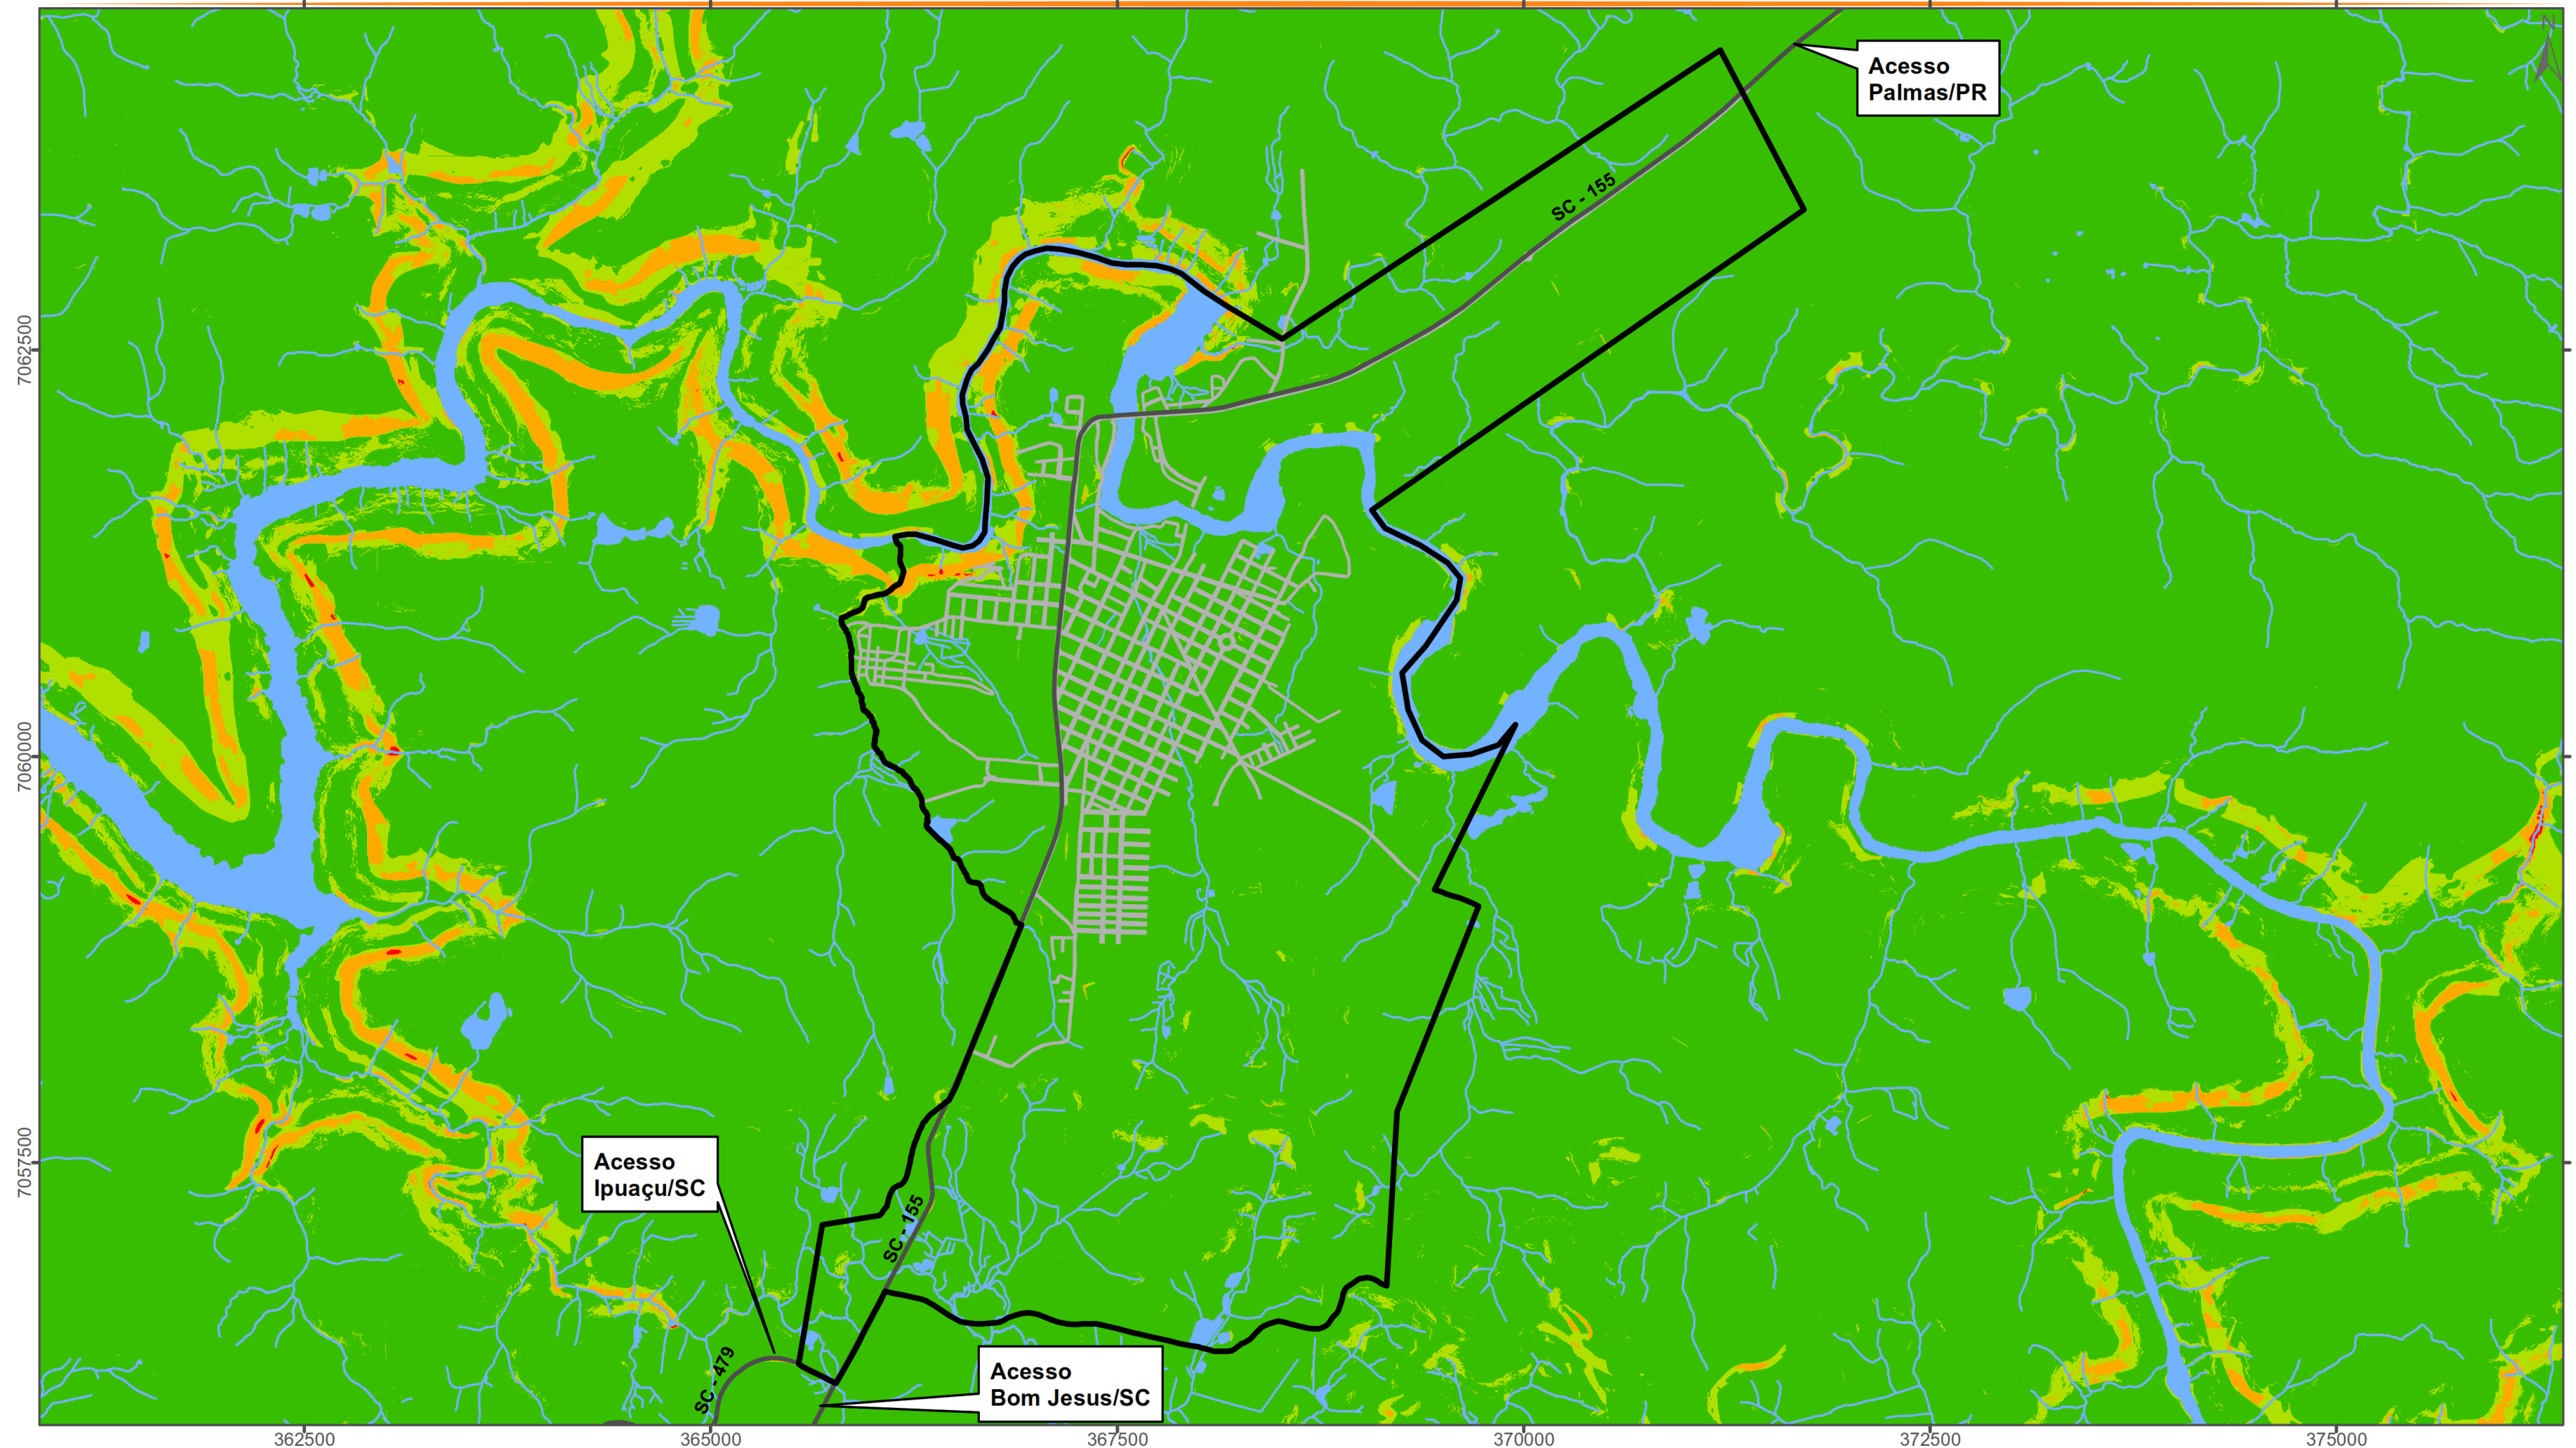 N
Acesso
Palmas/PR
SC - 155
7062500
7060000
7057500
Acesso
Ipuaçu/SC
SC - 155
SC - 479
Acesso
Bom Jesus/SC
362500
365000
367500
370000
372500
375000